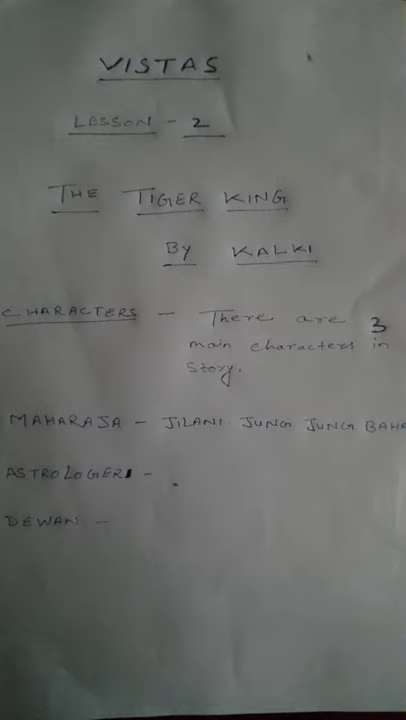 VISTAS
LESSON - 2
THE TIGER KING
By KALKI
CHARACTERS - There are 3
main characters in
story.
MAHARAJA - JILANI JUNG JUNG BAHA
ASTROLOGER -
DEWAN -